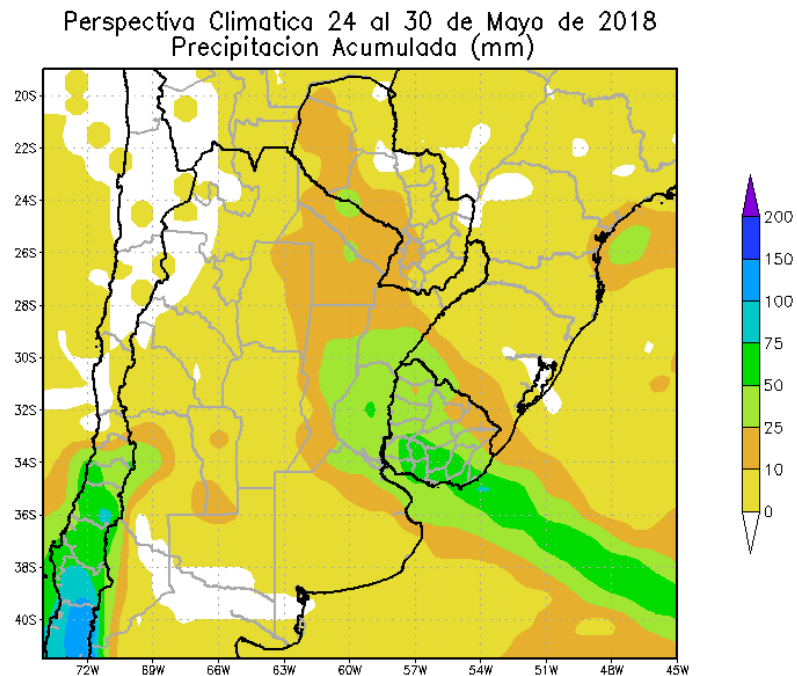 Perspectiva Climatica 24 al 30 de Mayo de 2018
Precipitacion Acumulada (mm)
20S
22S
24S
26S
28S
30S
32S
34S
36S
38S
40S
72W 69W 66W 63W 60W 57W 54W 51W 48W 45W
200
150
100
75
50
25
10
0